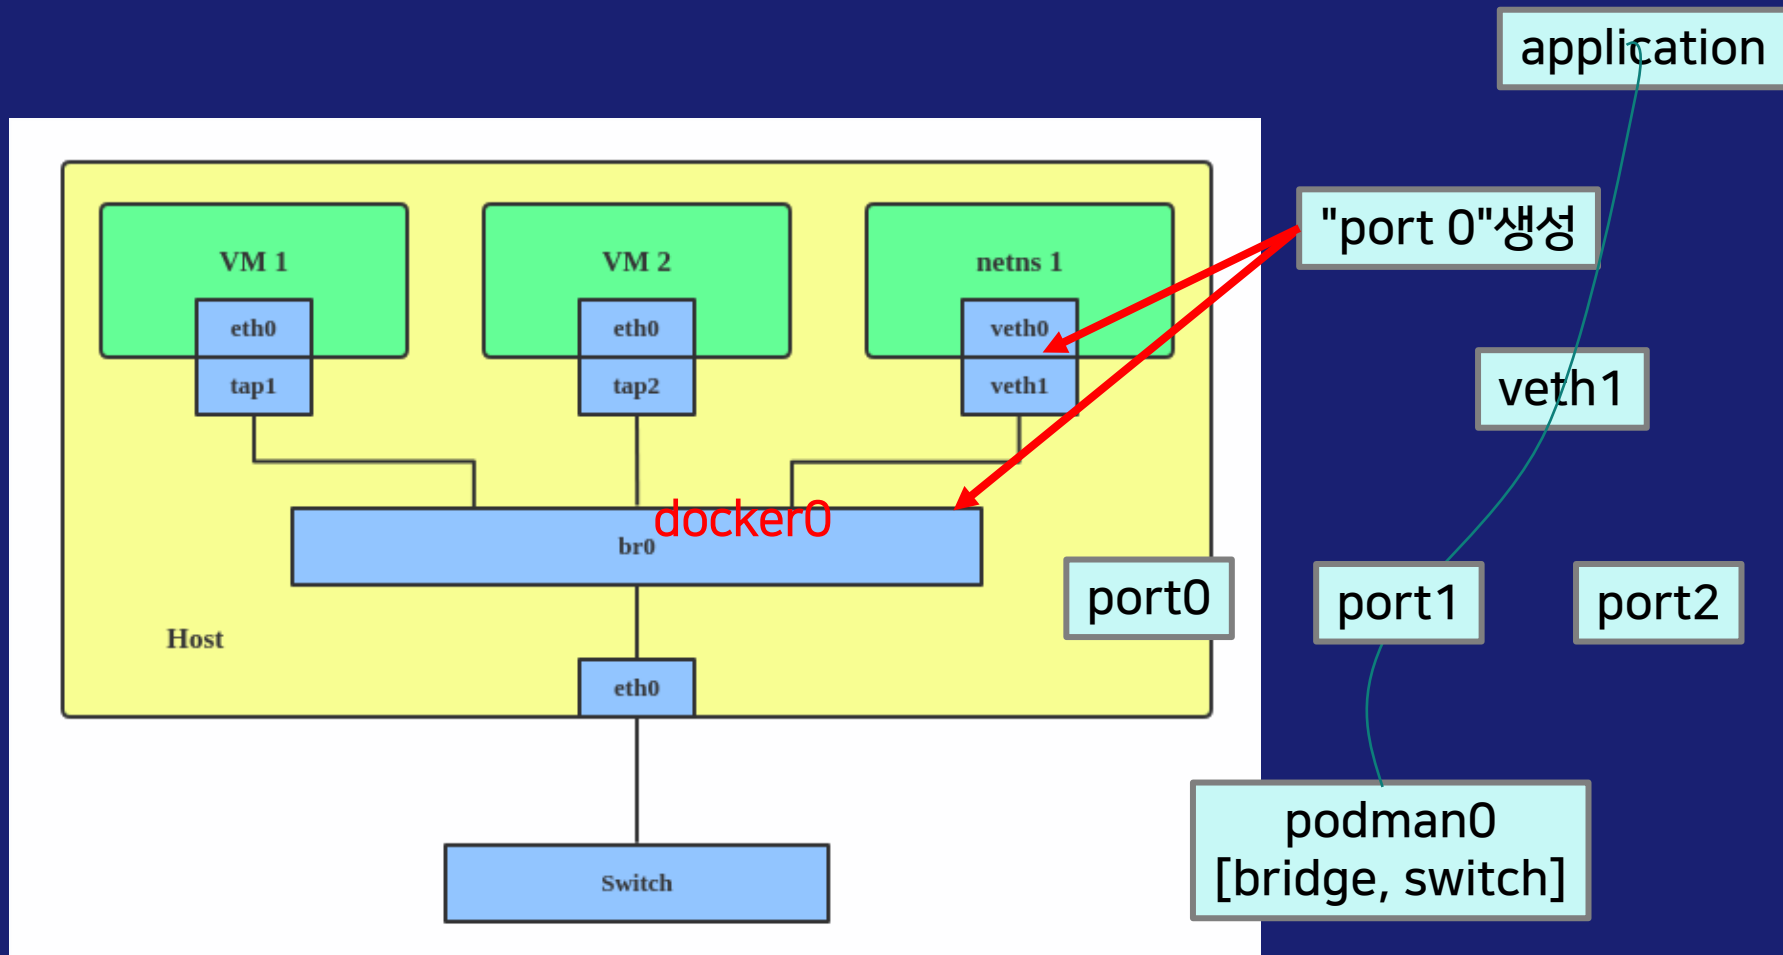 application
"port 0"생성
VM 1
VM 2
netns 1
eth0
eth0
veth0
tap1
tap2
veth1
veth1
docker0
br0
port0
port1
port2
Host
eth0
podman0
[bridge, switch]
Switch